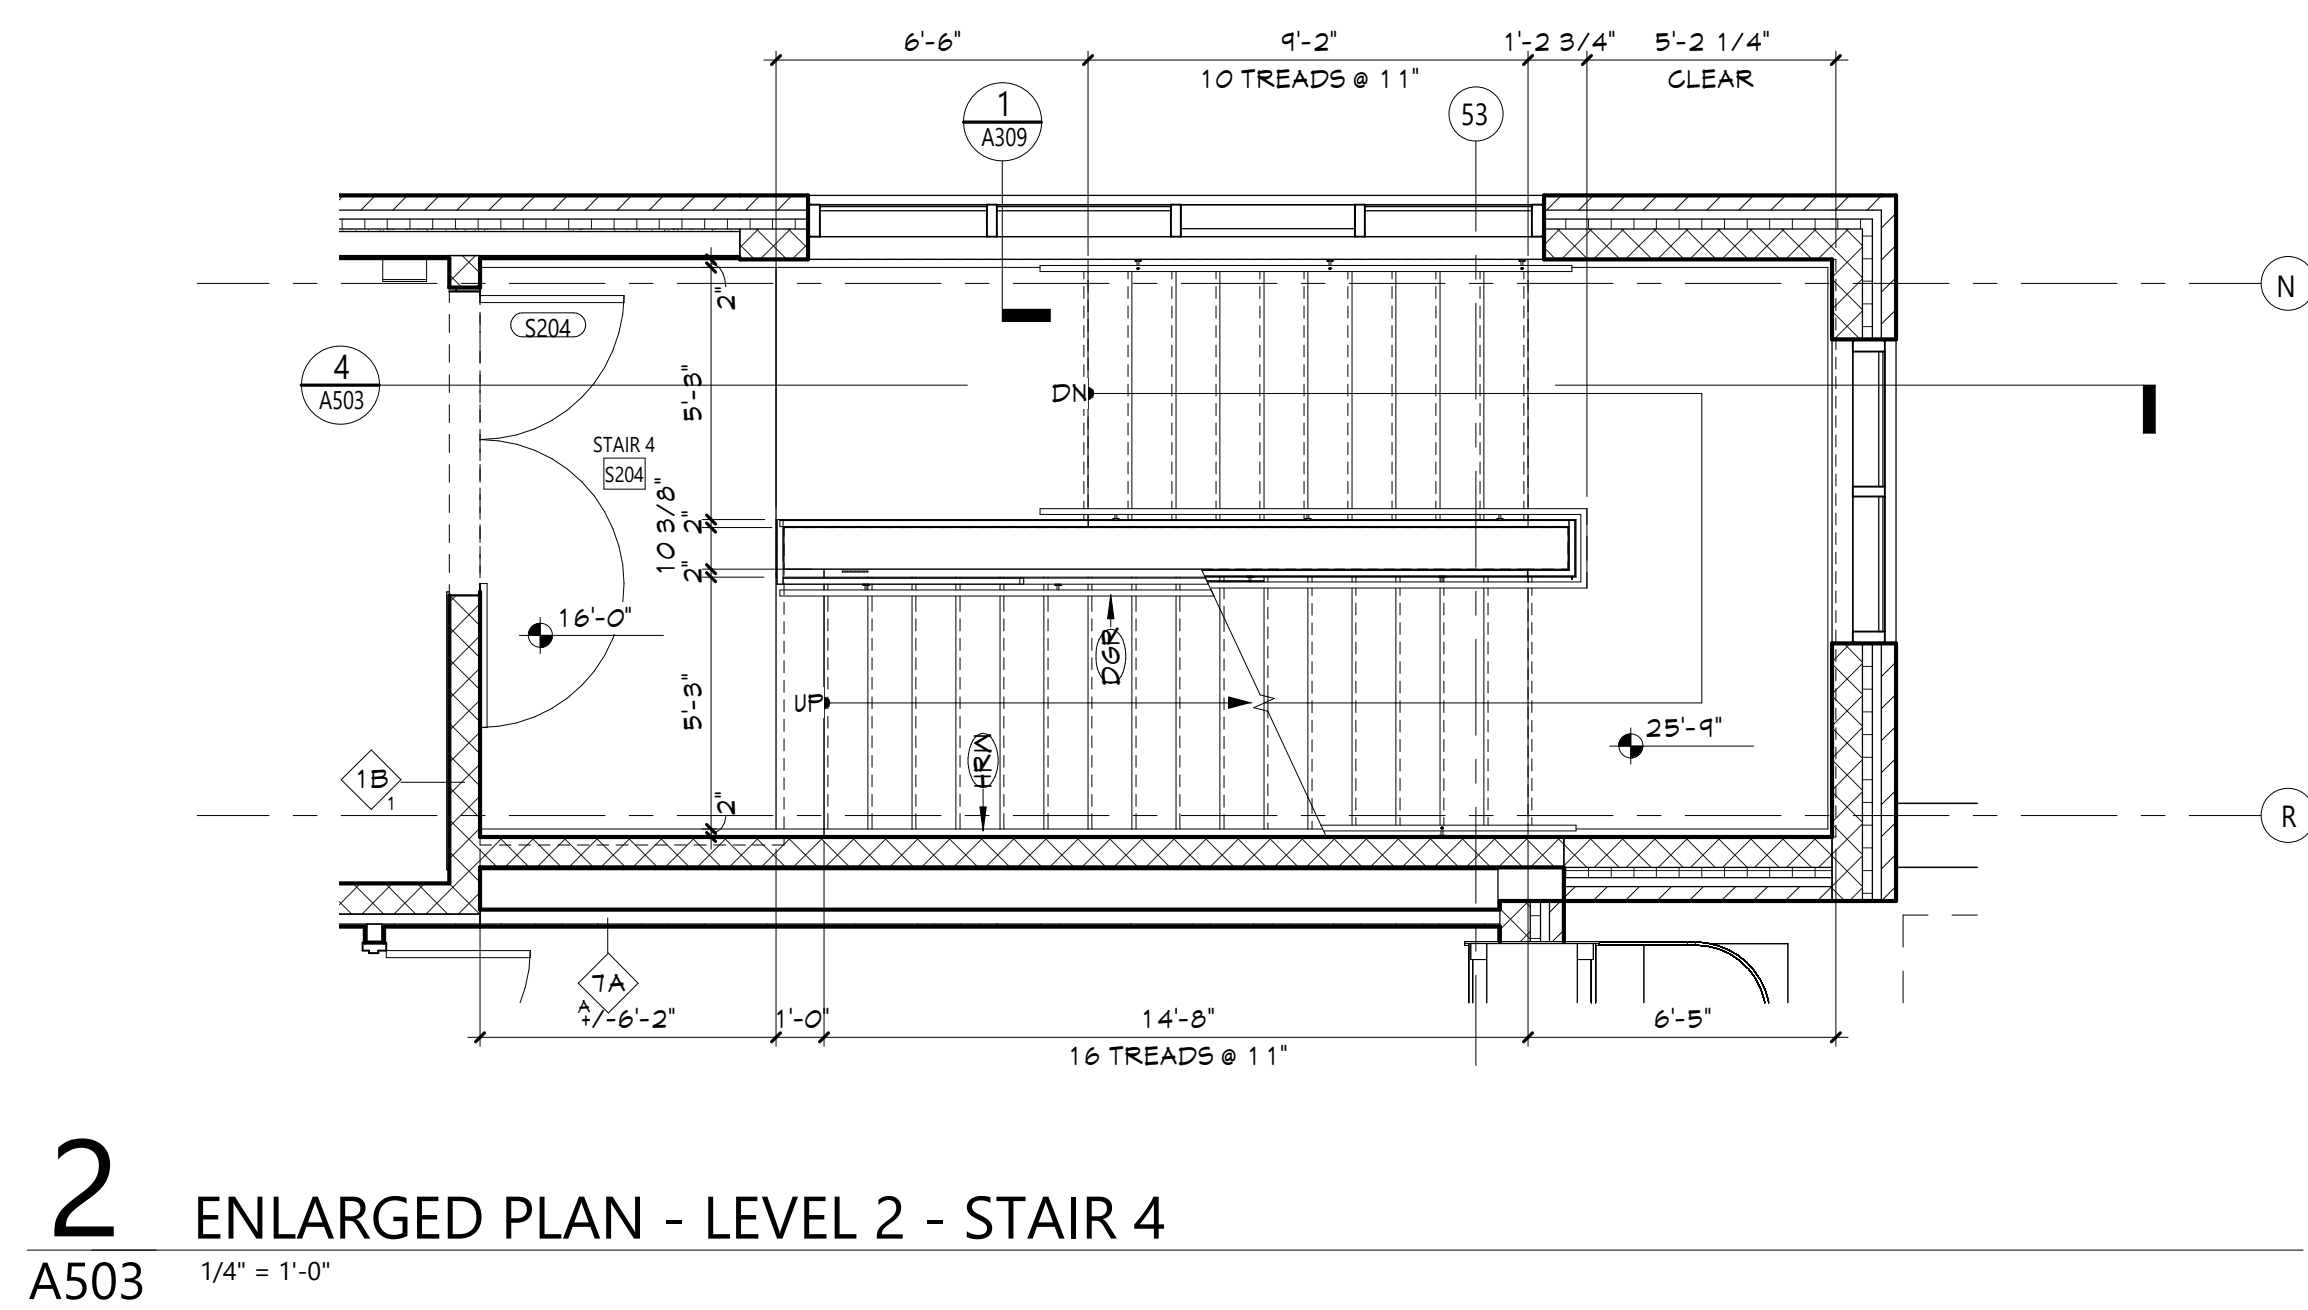 6'-6" 9'-2" 1'-2 3/4" 5'-2 1/4"
10 TREADS @ 11" CLEAR
1
A309
53
N
2"
S204
4
A503
5'-3"
DN
STAIR 4
S204
2"
10 3/8"
2"
16'-0"
DGR
5'-3"
UP
25'-9"
HRM
1B
1
2"
R
7A
A
+/-6'-2" 1'-0" 14'-8" 6'-5"
16 TREADS @ 11"
2
ENLARGED PLAN - LEVEL 2 - STAIR 4
A503
1/4" = 1'-0"